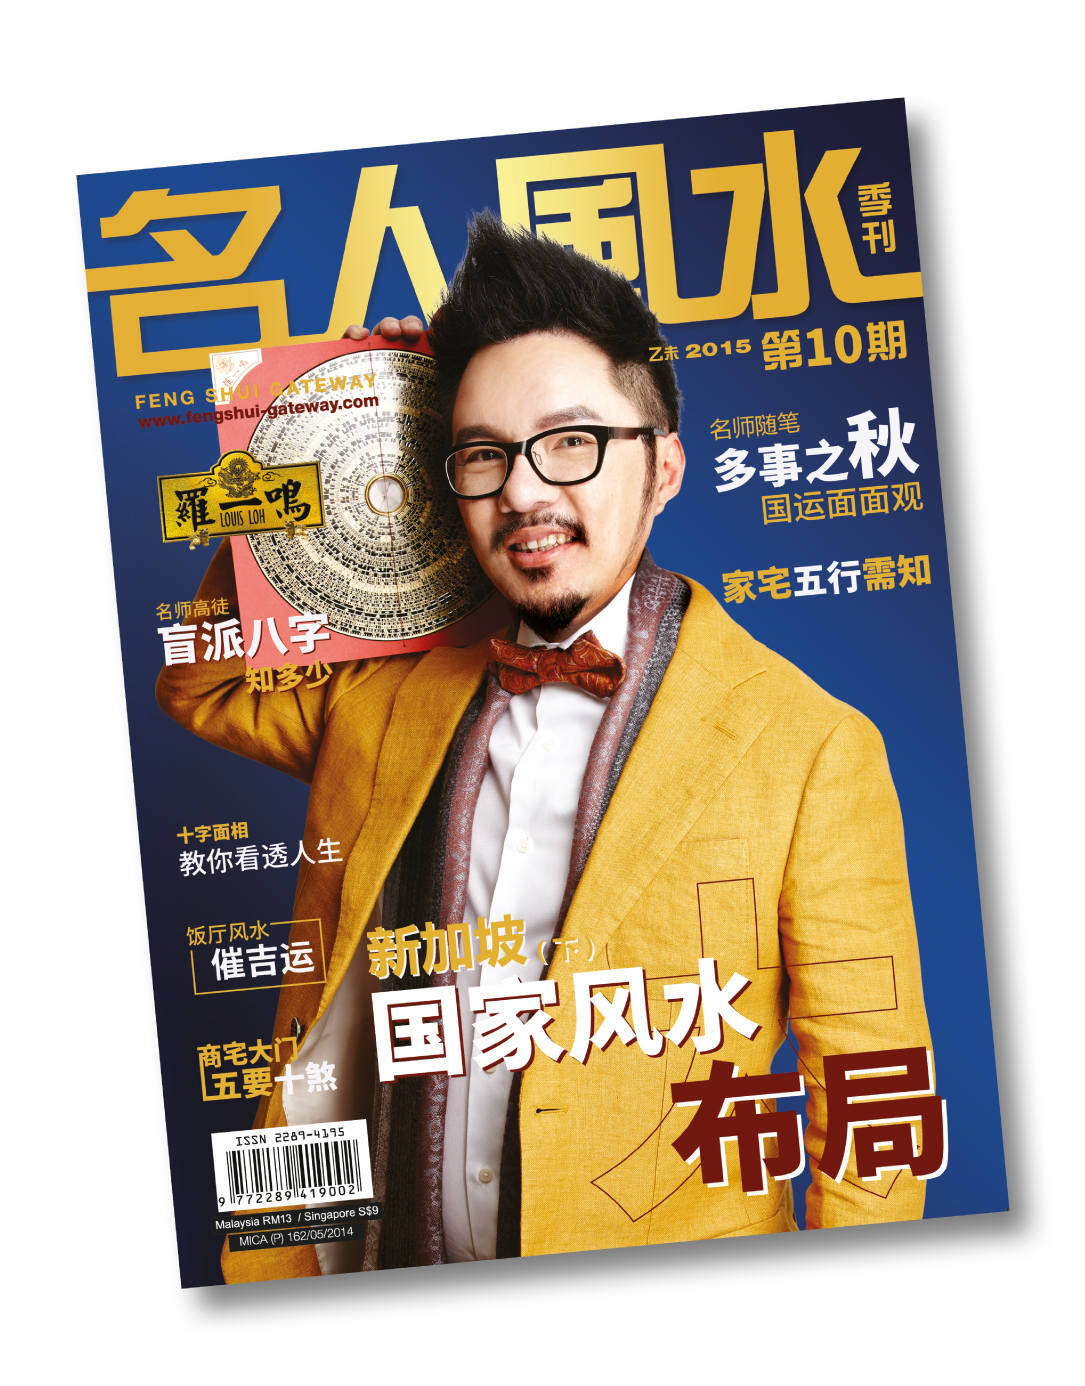 名人風水
季刊
乙未 2015 第10期
FENG SHUI GATEWAY
www.fengshui-gateway.com
羅一鳴
LOUIS LOH
名师随笔
多事之秋
国运面面观
家宅五行需知
名师高徒
盲派八字
知多少
十字面相
教你看透人生
饭厅风水
催吉运
商宅大门
五要十煞
新加坡（下）
国家风水
布局
ISSN 2289-4195
9 772289 419002
Malaysia RM13 / Singapore S$9
MICA (P) 162/05/2014